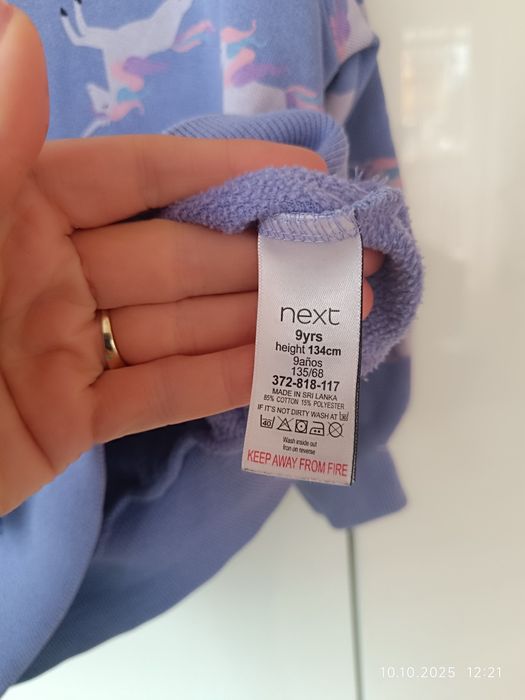 next
9yrs
height 134cm
9años
135/68
372-818-117
MADE IN SRI LANKA
85% COTTON 15% POLYESTER
IF IT'S NOT DIRTY WASH AT
40
Wash inside out
Iron on reverse
KEEP AWAY FROM FIRE
10.10.2025 12:21